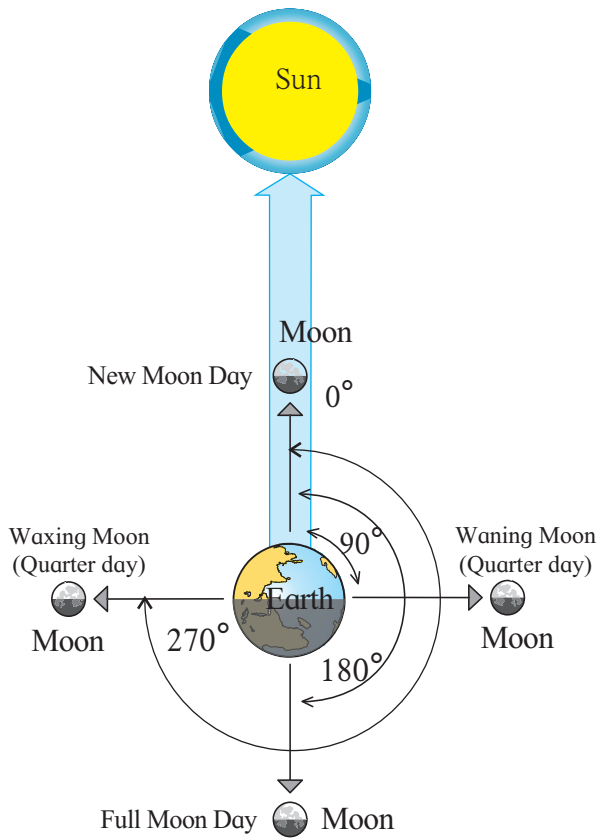 Sun
Moon
New Moon Day
0°
Waxing Moon
(Quarter day)
Moon
90°
Waning Moon
(Quarter day)
Moon
Earth
270°
180°
Full Moon Day
Moon